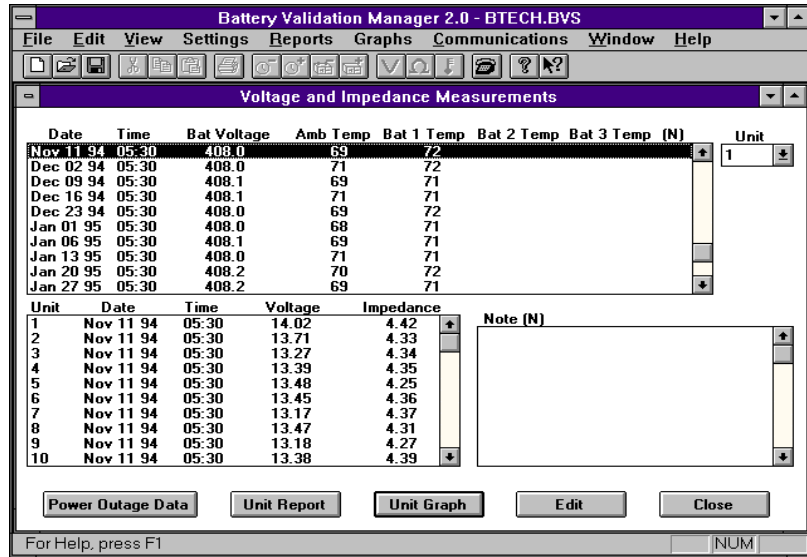 Battery Validation Manager 2.0 - BTECH.BVS
File Edit View Settings Reports Graphs Communications Window Help
Voltage and Impedance Measurements
Date Time Bat Voltage Amb Temp Bat 1 Temp Bat 2 Temp Bat 3 Temp (N) Unit
Nov 11 94 05:30 408.0 69 72 1
Dec 02 94 05:30 408.0 71 72
Dec 09 94 05:30 408.1 69 71
Dec 16 94 05:30 408.1 71 71
Dec 23 94 05:30 408.0 69 72
Jan 01 95 05:30 408.0 68 71
Jan 06 95 05:30 408.1 69 71
Jan 13 95 05:30 408.0 71 71
Jan 20 95 05:30 408.2 70 72
Jan 27 95 05:30 408.2 69 71
Unit Date Time Voltage Impedance Note (N)
1 Nov 11 94 05:30 14.02 4.42
2 Nov 11 94 05:30 13.71 4.33
3 Nov 11 94 05:30 13.27 4.34
4 Nov 11 94 05:30 13.39 4.35
5 Nov 11 94 05:30 13.48 4.25
6 Nov 11 94 05:30 13.45 4.36
7 Nov 11 94 05:30 13.17 4.37
8 Nov 11 94 05:30 13.47 4.31
9 Nov 11 94 05:30 13.18 4.27
10 Nov 11 94 05:30 13.38 4.39
Power Outage Data Unit Report Unit Graph Edit Close
For Help, press F1 NUM